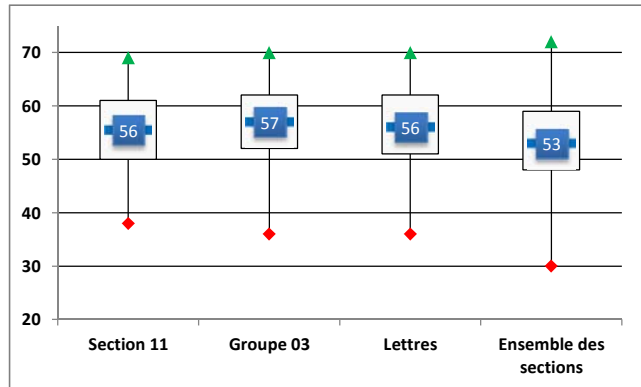 70
60
50
40
30
20
56
57
56
53
Section 11
Groupe 03
Lettres
Ensemble des
sections